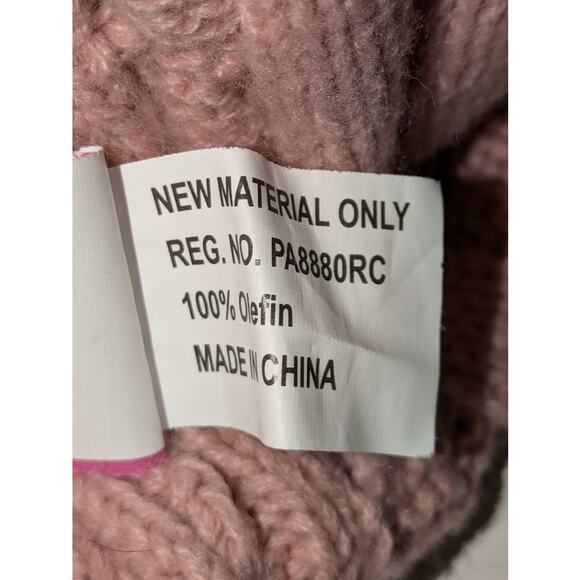 NEW MATERIAL ONLY
REG. NO. PA8880RC
100% Olefin
MADE IN CHINA